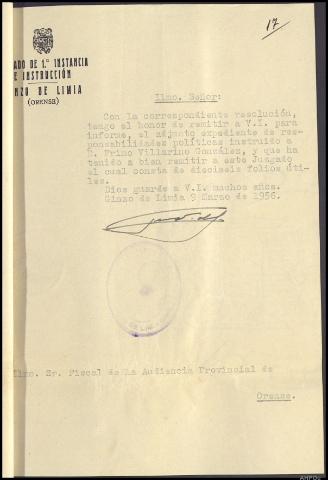 17
ADO DE 1.ª INSTANCIA
E INSTRUCCIÓN
NZO DE LIMIA
(ORENSE)
Ilmo. Señor:
Con la correspondiente resolución,
tengo el honor de remitir a V.I. para
informe, el adjunto expediente de res-
ponsabilidades políticas instruido a
D. Primo Villarino González, y que ha
tenido a bien remitir a este Juzgado
el cual consta de dieciseis folios úti-
les.
Dios guarde a V.I. muchos años.
Ginzo de Limia 9 Marzo de 1956.
Ilmo. Sr. Fiscal de la Audiencia Provincial de
Orense.